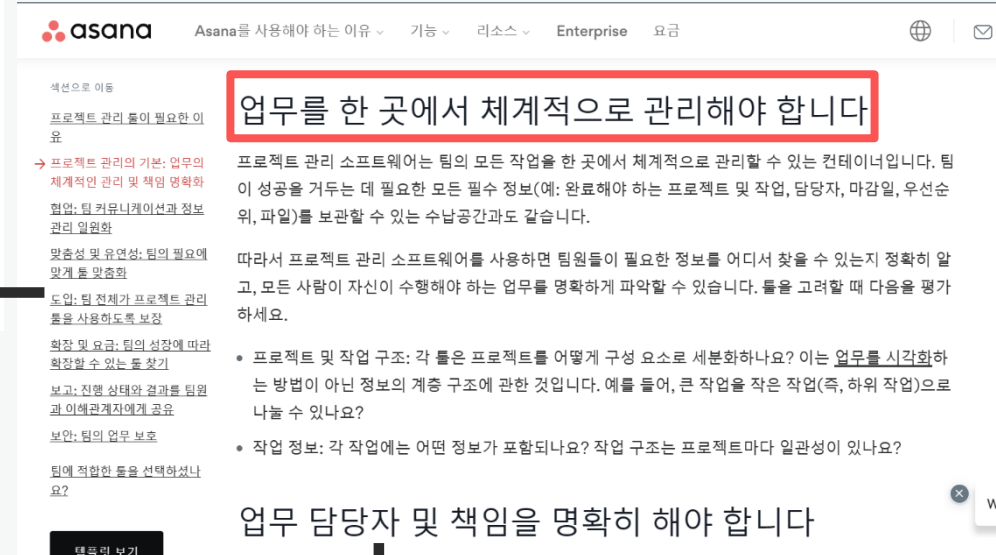 asana
Asana를 사용해야 하는 이유
기능
리소스
Enterprise
요금
섹션으로 이동
프로젝트 관리 툴이 필요한 이
유
→ 프로젝트 관리의 기본: 업무의
체계적인 관리 및 책임 명확화
협업: 팀 커뮤니케이션과 정보
관리 일원화
맞춤성 및 유연성: 팀의 필요에
맞게 툴 맞춤화
도입: 팀 전체가 프로젝트 관리
툴을 사용하도록 보장
확장 및 요금: 팀의 성장에 따라
확장할 수 있는 툴 찾기
보고: 진행 상태와 결과를 팀원
과 이해관계자에게 공유
보안: 팀의 업무 보호
팀에 적합한 툴을 선택하셨나
요?
템플릿 보기
업무를 한 곳에서 체계적으로 관리해야 합니다
프로젝트 관리 소프트웨어는 팀의 모든 작업을 한 곳에서 체계적으로 관리할 수 있는 컨테이너입니다. 팀
이 성공을 거두는 데 필요한 모든 필수 정보(예: 완료해야 하는 프로젝트 및 작업, 담당자, 마감일, 우선순
위, 파일)를 보관할 수 있는 수납공간과도 같습니다.
따라서 프로젝트 관리 소프트웨어를 사용하면 팀원들이 필요한 정보를 어디서 찾을 수 있는지 정확히 알
고, 모든 사람이 자신이 수행해야 하는 업무를 명확하게 파악할 수 있습니다. 툴을 고려할 때 다음을 평가
하세요.
• 프로젝트 및 작업 구조: 각 툴은 프로젝트를 어떻게 구성 요소로 세분화하나요? 이는 업무를 시각화하
는 방법이 아닌 정보의 계층 구조에 관한 것입니다. 예를 들어, 큰 작업을 작은 작업(즉, 하위 작업)으로
나눌 수 있나요?
• 작업 정보: 각 작업에는 어떤 정보가 포함되나요? 작업 구조는 프로젝트마다 일관성이 있나요?
업무 담당자 및 책임을 명확히 해야 합니다